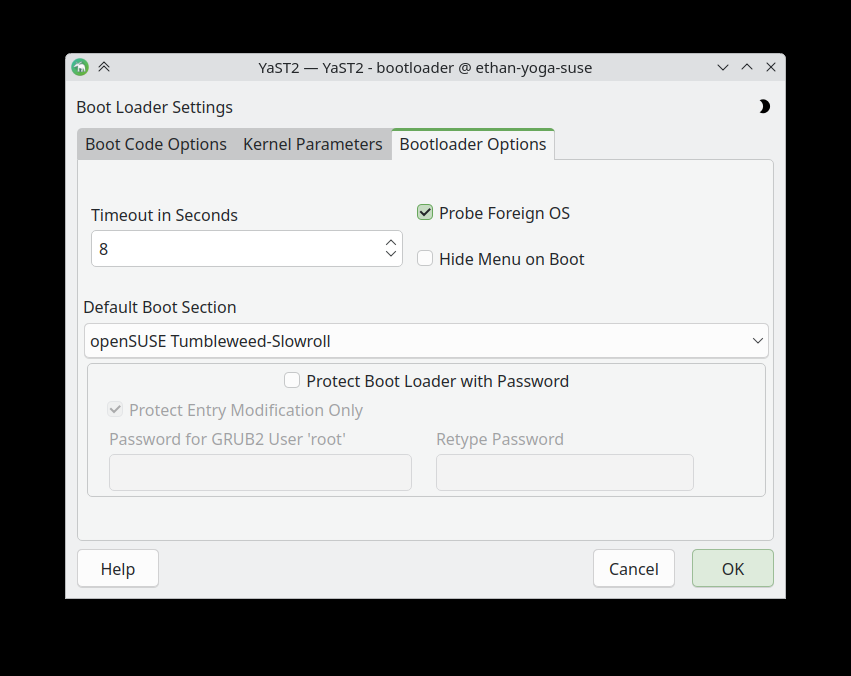 YaST2 — YaST2 - bootloader @ ethan-yoga-suse
Boot Loader Settings
Boot Code Options Kernel Parameters Bootloader Options
Timeout in Seconds
8
Probe Foreign OS
Hide Menu on Boot
Default Boot Section
openSUSE Tumbleweed-Slowroll
Protect Boot Loader with Password
Protect Entry Modification Only
Password for GRUB2 User 'root' Retype Password
Help Cancel OK